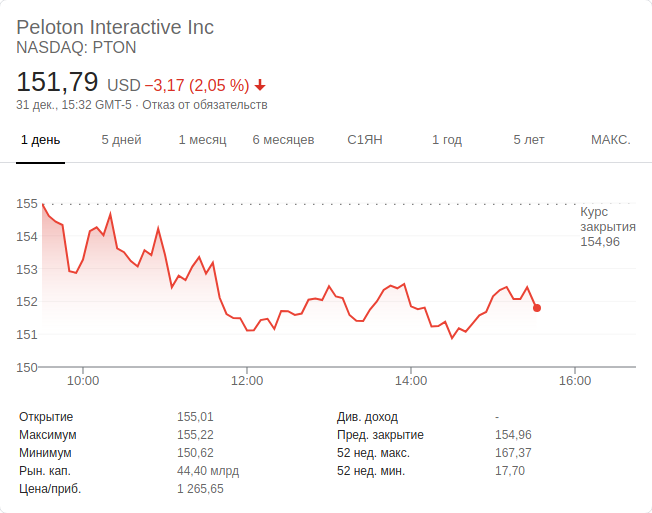 Peloton Interactive Inc
NASDAQ: PTON
151,79 USD −3,17 (2,05 %)
31 дек., 15:32 GMT-5 · Отказ от обязательств
1 день 5 дней 1 месяц 6 месяцев С1ЯН 1 год 5 лет МАКС.
155
154
153
152
151
150
Курс
закрытия
154,96
10:00 12:00 14:00 16:00
Открытие 155,01
Максимум 155,22
Минимум 150,62
Рын. кап. 44,40 млрд
Цена/приб. 1 265,65
Див. доход -
Пред. закрытие 154,96
52 нед. макс. 167,37
52 нед. мин. 17,70